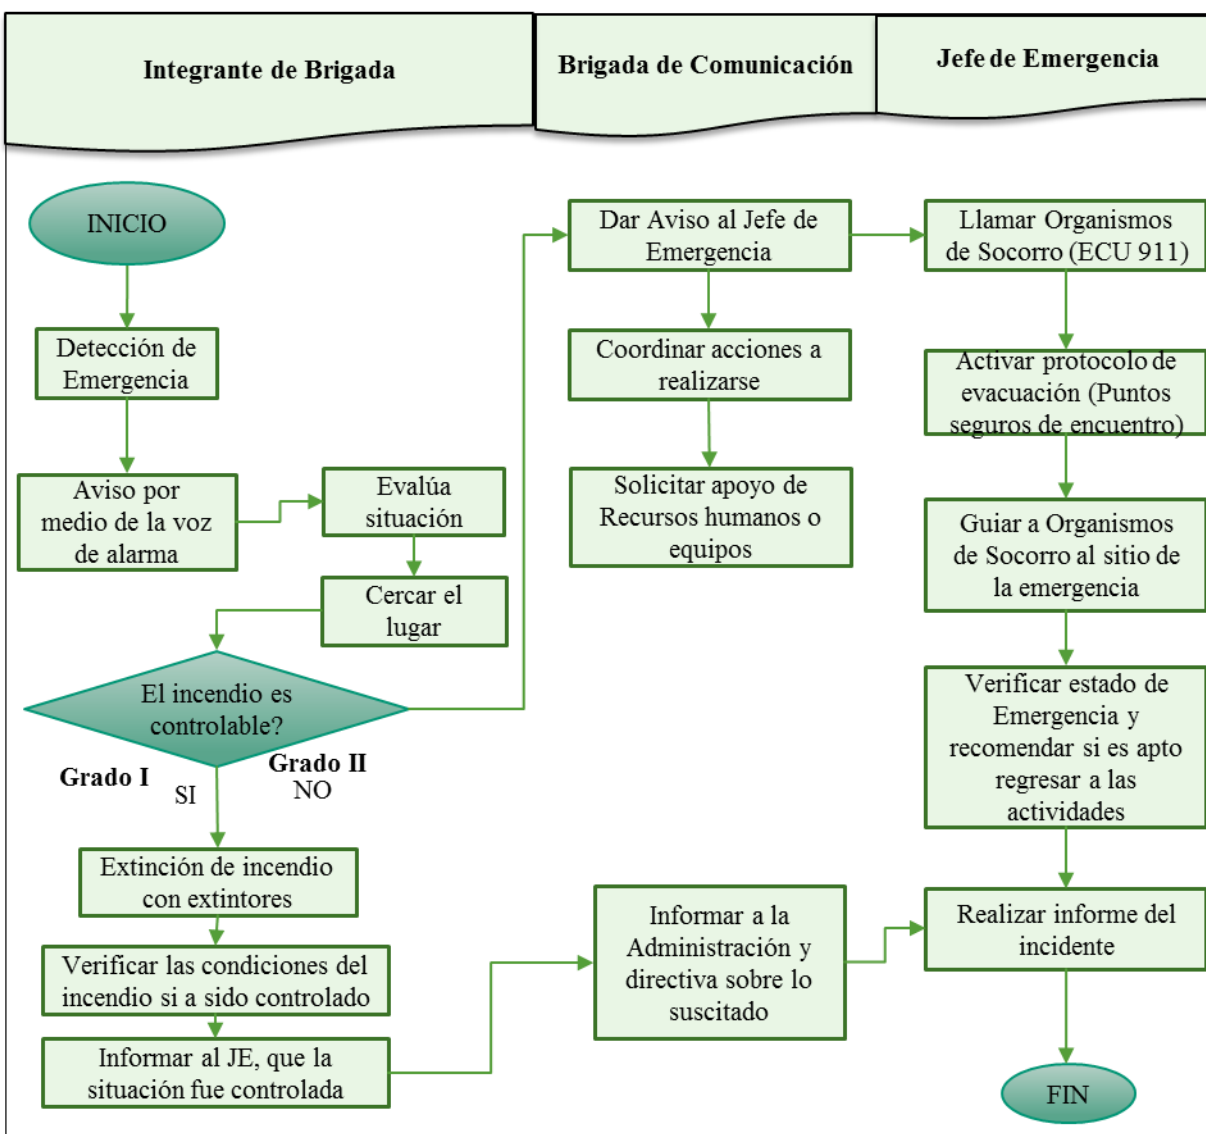 Integrante de Brigada
Brigada de Comunicación
Jefe de Emergencia
INICIO
Detección de
Emergencia
Aviso por
medio de la voz
de alarma
Evalúa
situación
Cercar el
lugar
El incendio es
controlable?
Grado I
SI
Grado II
NO
Extinción de incendio
con extintores
Verificar las condiciones del
incendio si a sido controlado
Informar al JE, que la
situación fue controlada
Dar Aviso al Jefe de
Emergencia
Coordinar acciones a
realizarse
Solicitar apoyo de
Recursos humanos o
equipos
Informar a la
Administración y
directiva sobre lo
suscitado
Llamar Organismos
de Socorro (ECU 911)
Activar protocolo de
evacuación (Puntos
seguros de encuentro)
Guiar a Organismos
de Socorro al sitio de
la emergencia
Verificar estado de
Emergencia y
recomendar si es apto
regresar a las
actividades
Realizar informe del
incidente
FIN